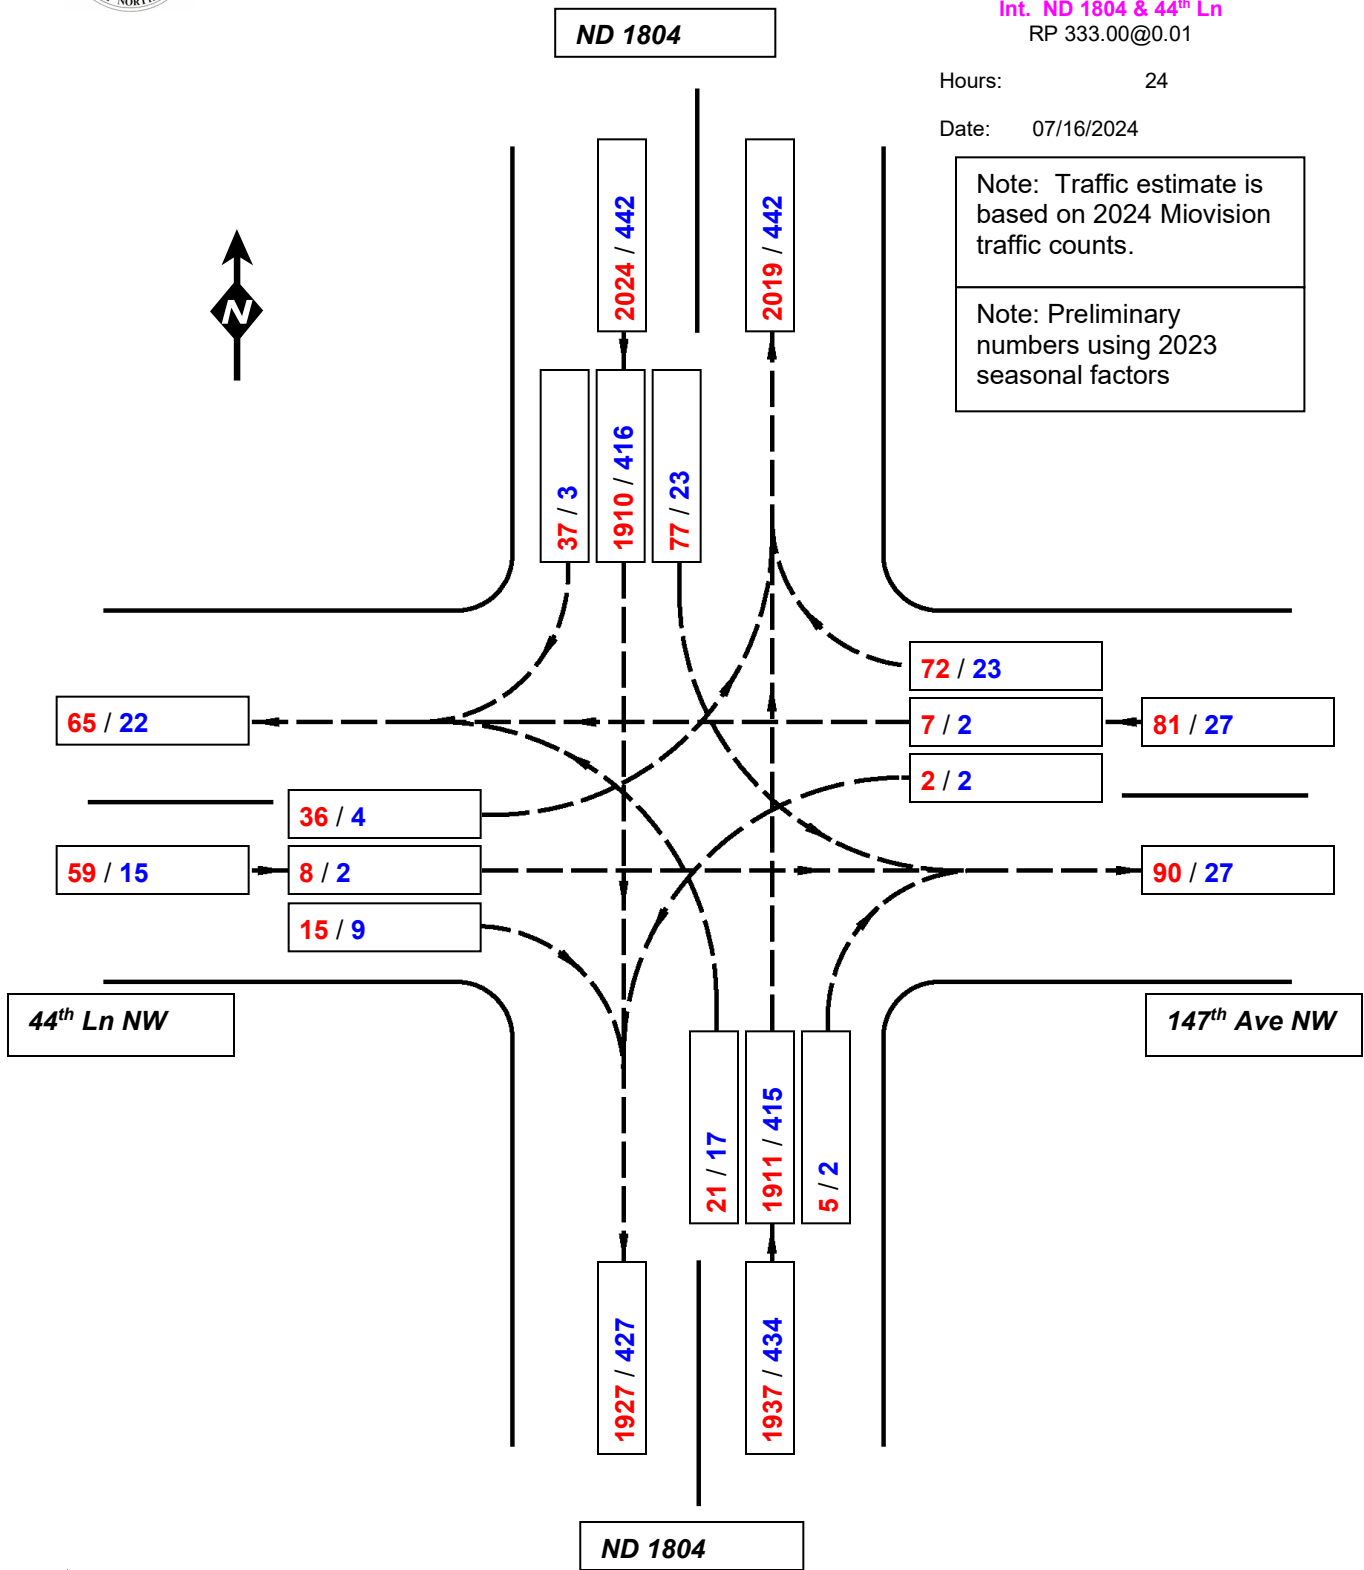 NORTH
Int. ND 1804 & 44th Ln
RP 333.00@0.01
ND 1804
Hours: 24
Date: 07/16/2024
Note: Traffic estimate is
based on 2024 Miovision
traffic counts.
Note: Preliminary
numbers using 2023
seasonal factors
N
2024 / 442
2019 / 442
37 / 3
1910 / 416
77 / 23
72 / 23
65 / 22
7 / 2
81 / 27
2 / 2
36 / 4
59 / 15
8 / 2
90 / 27
15 / 9
44th Ln NW
147th Ave NW
21 / 17
1911 / 415
5 / 2
1927 / 427
1937 / 434
ND 1804